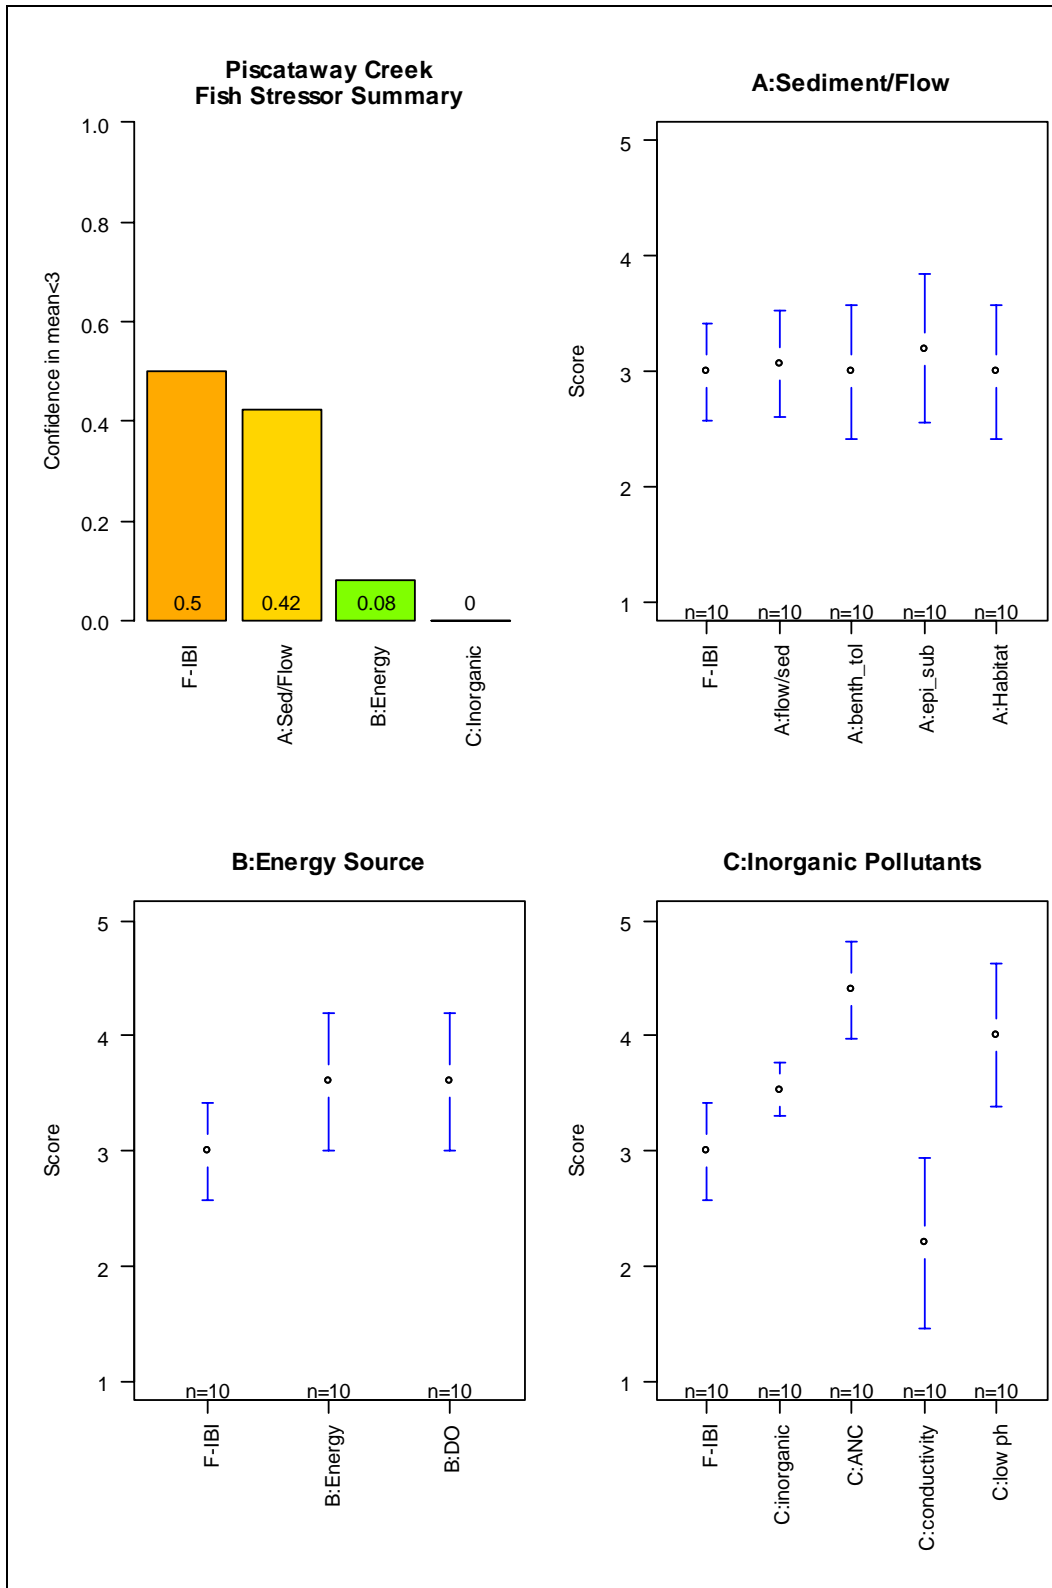 Piscataway Creek
Fish Stressor Summary
Confidence in mean<3
1.0
0.8
0.6
0.4
0.2
0.0
0.5
0.42
0.08
0
F-IBI
A:Sed/Flow
B:Energy
C:Inorganic
A:Sediment/Flow
Score
5
4
3
2
1
n=10
n=10
n=10
n=10
n=10
F-IBI
A:flow/sed
A:benth_tol
A:epi_sub
A:Habitat
B:Energy Source
Score
5
4
3
2
1
n=10
n=10
n=10
F-IBI
B:Energy
B:DO
C:Inorganic Pollutants
Score
5
4
3
2
1
n=10
n=10
n=10
n=10
n=10
F-IBI
C:inorganic
C:ANC
C:conductivity
C:low ph